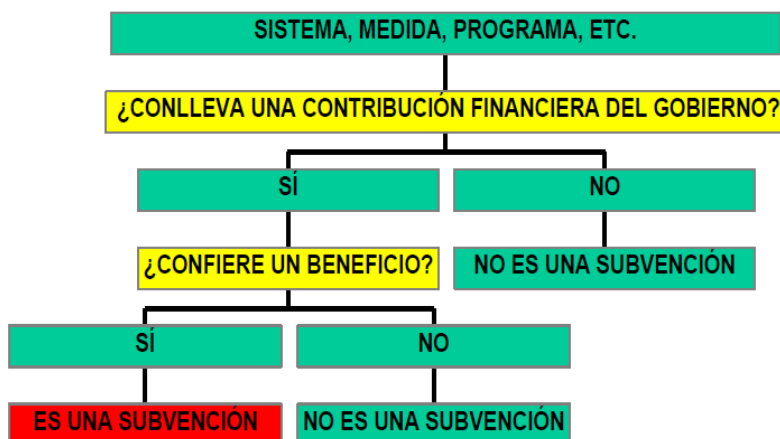 SISTEMA, MEDIDA, PROGRAMA, ETC.
¿CONLLEVA UNA CONTRIBUCIÓN FINANCIERA DEL GOBIERNO?
SÍ
NO
¿CONFIERE UN BENEFICIO?
NO ES UNA SUBVENCIÓN
SÍ
NO
ES UNA SUBVENCIÓN
NO ES UNA SUBVENCIÓN